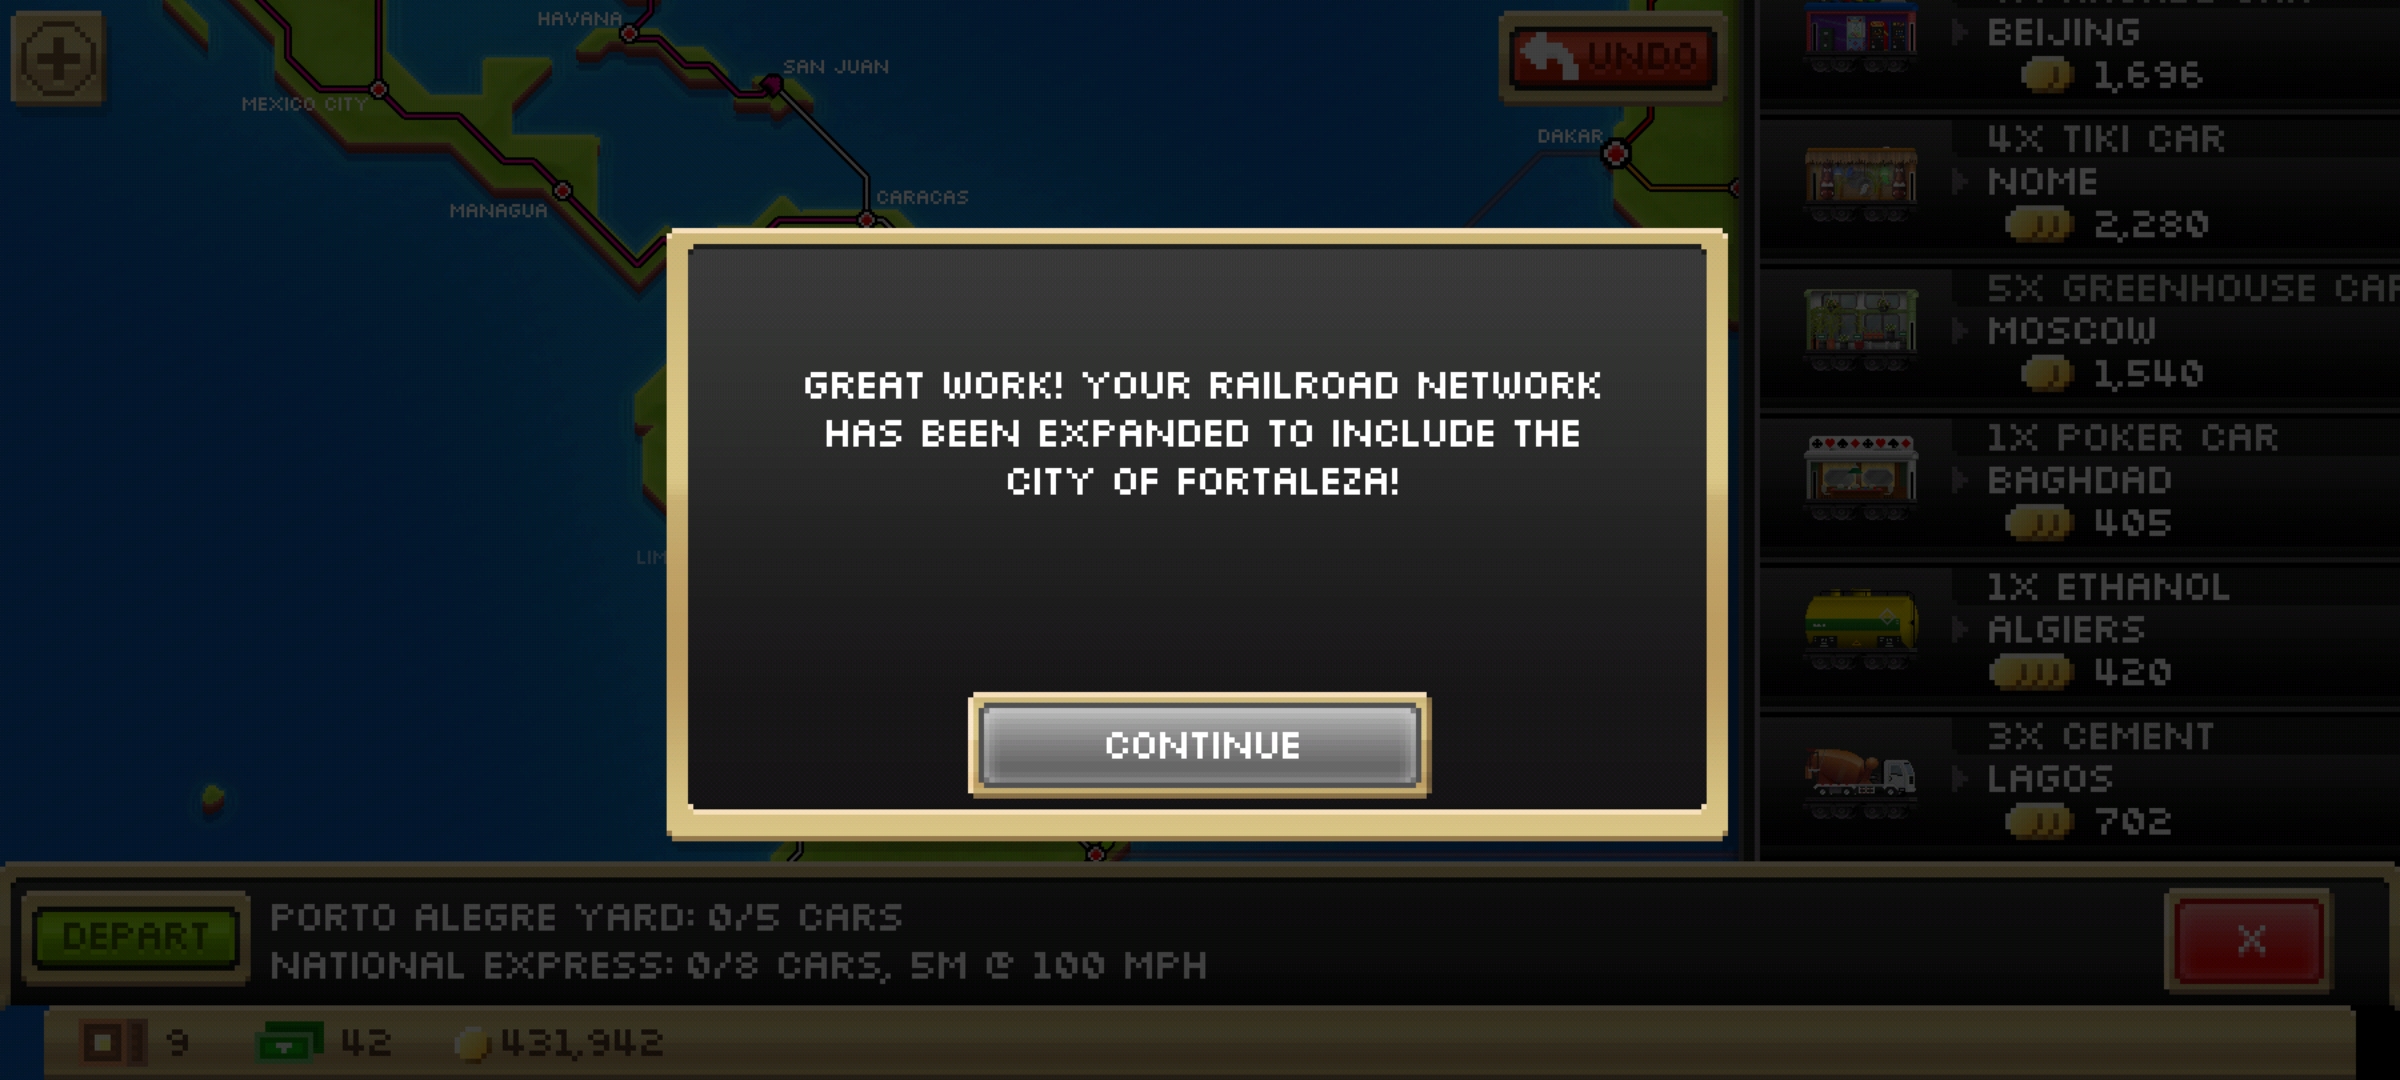 HAVANA
SAN JUAN
MEXICO CITY
MANAGUA
CARACAS
DAKAR
UNDO
BEIJING
1,696
4X TIKI CAR
NOME
2,280
5X GREENHOUSE CAR
MOSCOW
1,540
1X POKER CAR
BAGHDAD
405
1X ETHANOL
ALGIERS
420
3X CEMENT
LAGOS
702
GREAT WORK! YOUR RAILROAD NETWORK
HAS BEEN EXPANDED TO INCLUDE THE
CITY OF FORTALEZA!
LIM
CONTINUE
DEPART
PORTO ALEGRE YARD: 0/5 CARS
NATIONAL EXPRESS: 0/8 CARS, 5M @ 100 MPH
X
9
42
431,942